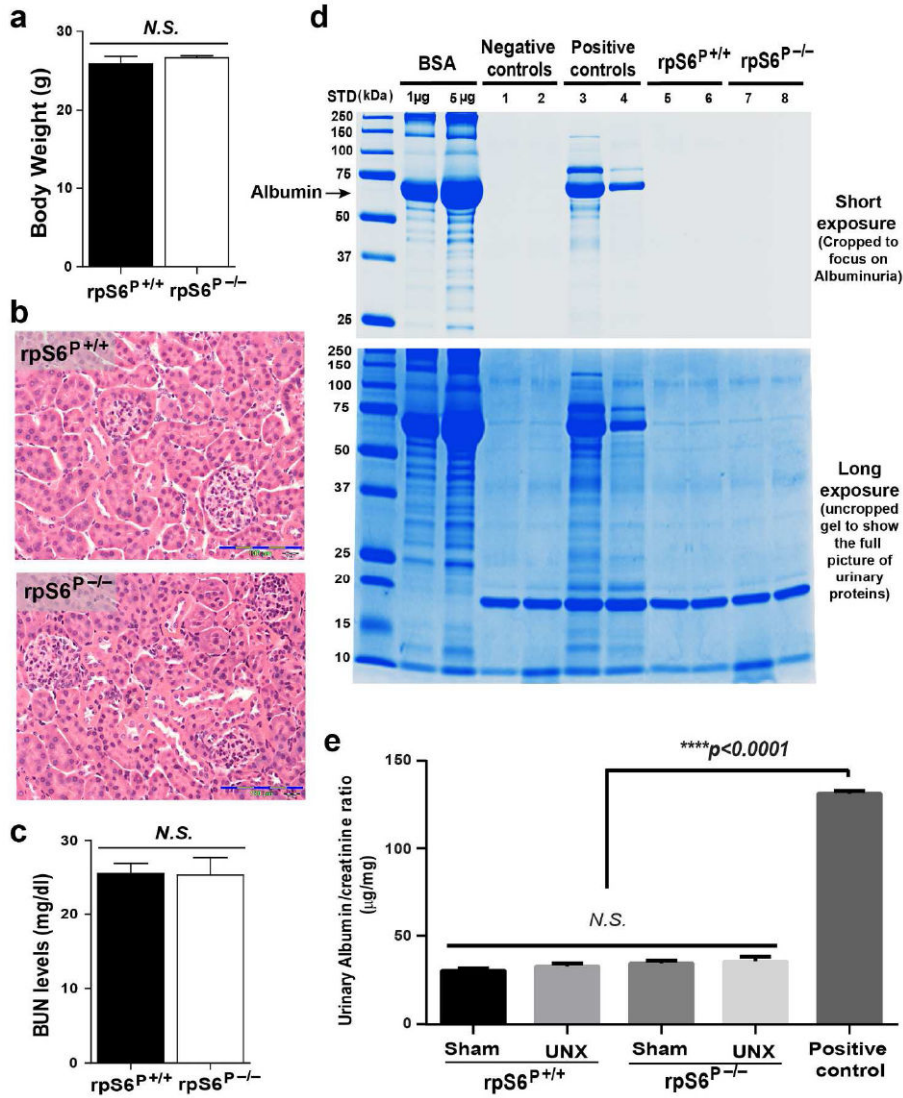 a
N.S.
30
20
10
0
Body Weight (g)
rpS6P+/+ rpS6P−/−
b
rpS6P+/+
rpS6P−/−
c
N.S.
30
20
10
0
BUN levels (mg/dl)
rpS6P+/+ rpS6P−/−
d
BSA
Negative
controls
Positive
controls
rpS6P+/+
rpS6P−/−
STD (kDa) 1µg 5 µg 1 2 3 4 5 6 7 8
250
150
100
75
Albumin
50
37
25
Short
exposure
(Cropped to
focus on
Albuminuria)
250
150
100
75
50
37
25
20
15
10
Long
exposure
(uncropped
gel to show
the full
picture of
urinary
proteins)
e
****p<0.0001
150
100
50
0
Urinary Albumin/creatinine ratio
(µg/mg)
N.S.
Sham UNX Sham UNX Positive
control
rpS6P+/+ rpS6P−/−